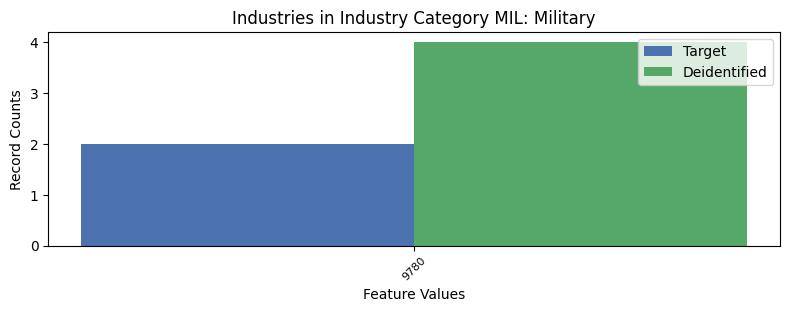 Industries in Industry Category MIL: Military
Target
Deidentified
Record Counts
4
3
2
1
0
9780
Feature Values